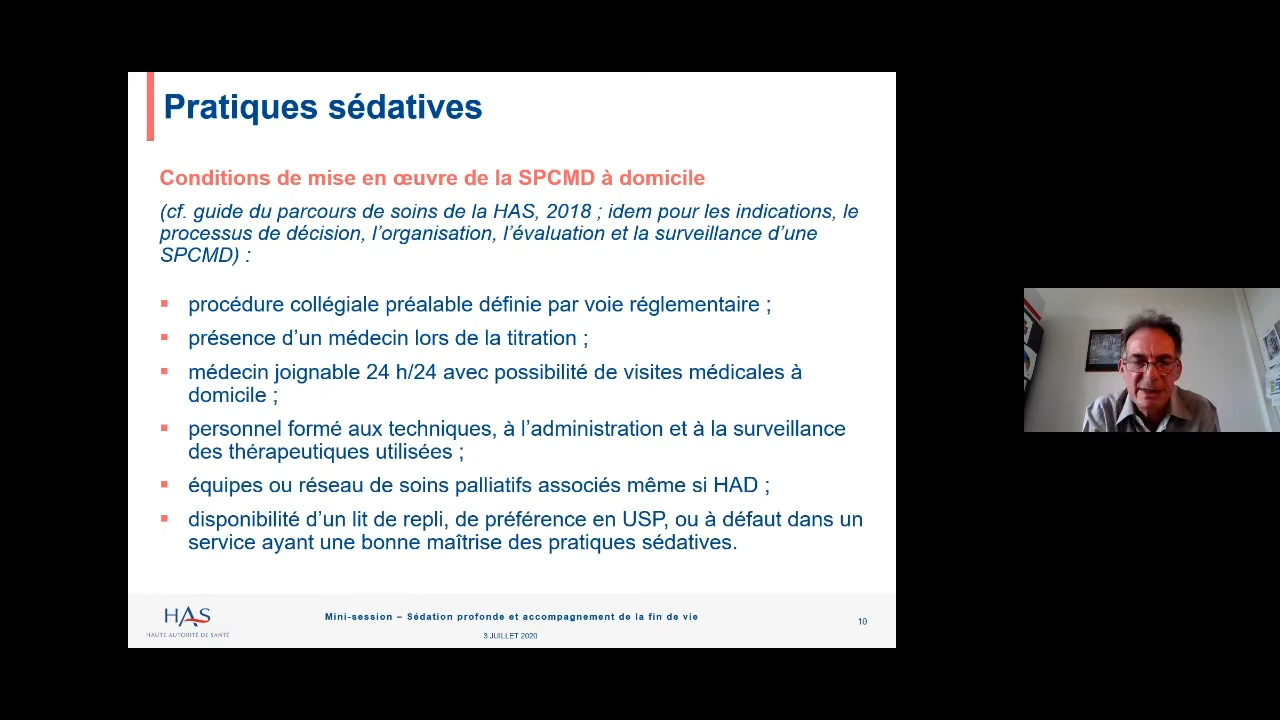 Pratiques sédatives
Conditions de mise en œuvre de la SPCMD à domicile
(cf. guide du parcours de soins de la HAS, 2018 ; idem pour les indications, le
processus de décision, l’organisation, l’évaluation et la surveillance d’une
SPCMD) :
▪ procédure collégiale préalable définie par voie réglementaire ;
▪ présence d’un médecin lors de la titration ;
▪ médecin joignable 24 h/24 avec possibilité de visites médicales à
domicile ;
▪ personnel formé aux techniques, à l’administration et à la surveillance
des thérapeutiques utilisées ;
▪ équipes ou réseau de soins palliatifs associés même si HAD ;
▪ disponibilité d’un lit de repli, de préférence en USP, ou à défaut dans un
service ayant une bonne maîtrise des pratiques sédatives.
HAS
HAUTE AUTORITÉ DE SANTÉ
Mini-session – Sédation profonde et accompagnement de la fin de vie
3 JUILLET 2020
10